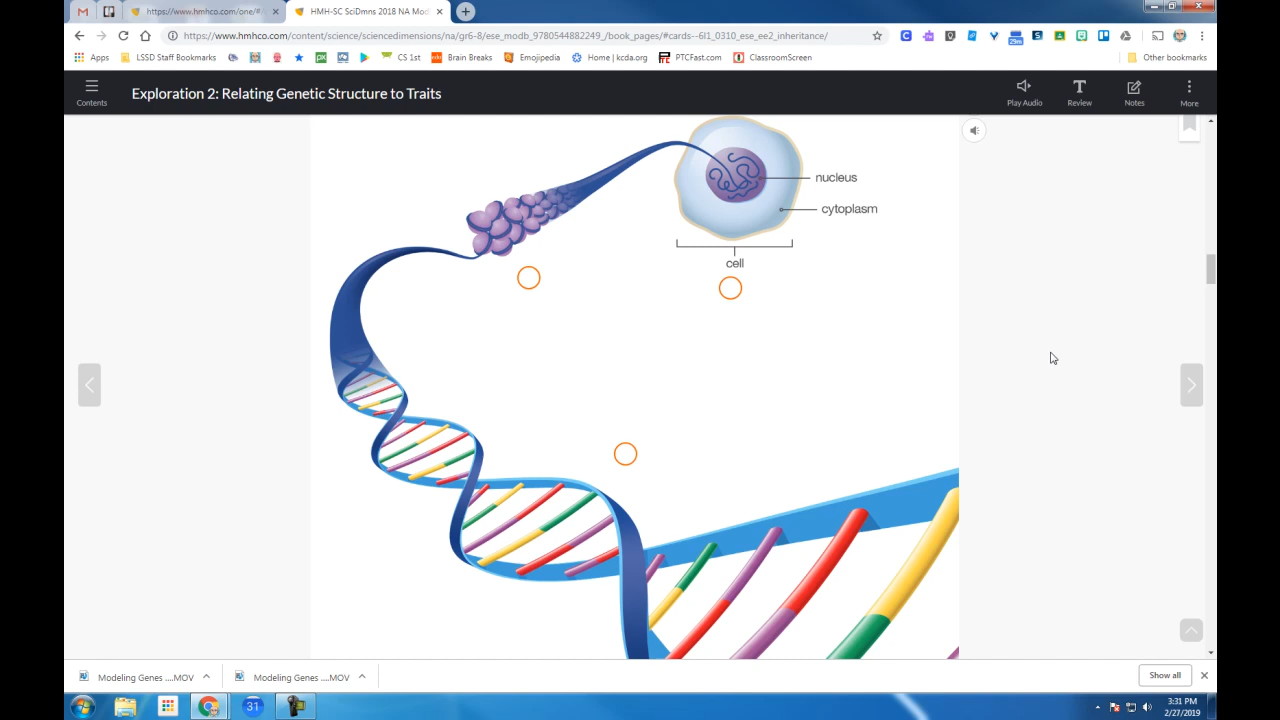 https://www.hmhco.com/one/#/
HMH-SC SciDmns 2018 NA Mod
https://www.hmhco.com/content/science/sciencedimensions/na/gr6-8/ese_modb_9780544882249_/book_pages/#cards--6l1_0310_ese_ee2_inheritance/
Apps
LSSD Staff Bookmarks
CS 1st
Brain Breaks
Emojipedia
Home | kcda.org
PTCFast.com
ClassroomScreen
Other bookmarks
Contents
Exploration 2: Relating Genetic Structure to Traits
Play Audio
Review
Notes
More
nucleus
cytoplasm
cell
Modeling Genes ....MOV
Modeling Genes ....MOV
Show all
31
3:31 PM
2/27/2019